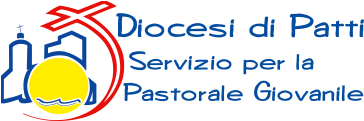 Diocesi di Patti
Servizio per la
Pastorale Giovanile